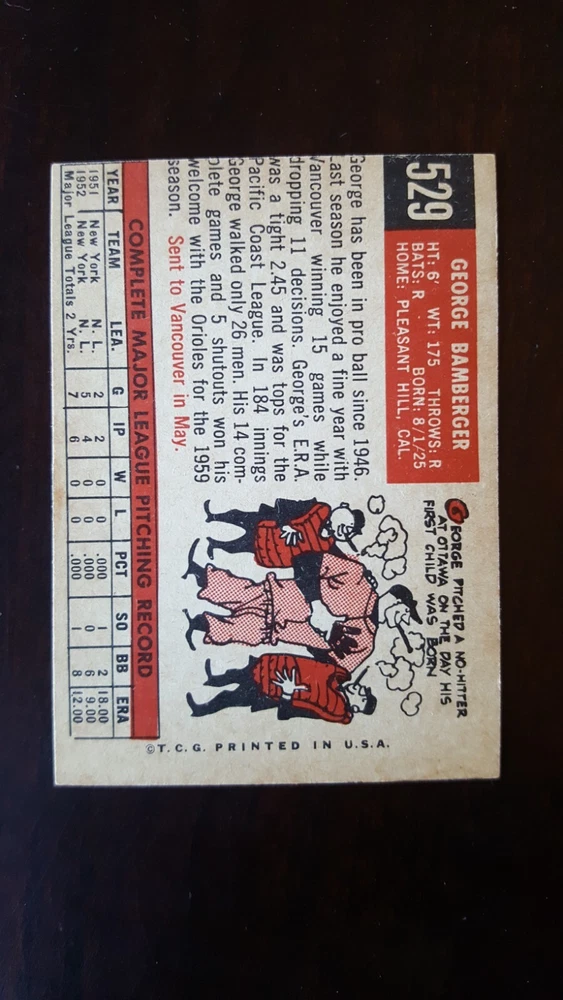 529
GEORGE BAMBERGER
HT: 6' WT: 175 THROWS: R
BATS: R BORN: 8/1/25
HOME: PLEASANT HILL, CAL.
George has been in pro ball since 1946.
Last season he enjoyed a fine year with
Vancouver winning 15 games while
dropping 11 decisions. George's E.R.A.
was a tight 2.45 and was tops for the
Pacific Coast League. In 184 innings
George walked only 26 men. His 14 com-
plete games and 5 shutouts won his
welcome with the Orioles for the 1959
season. Sent to Vancouver in May.
GEORGE PITCHED A NO-HITTER
AT OTTAWA ON THE DAY HIS
FIRST CHILD WAS BORN
COMPLETE MAJOR LEAGUE PITCHING RECORD
YEAR TEAM LEA. G IP W L PCT SO BB ERA
1951 New York N. L. 2 2 0 0 .000 1 2 18.00
1952 New York N. L. 5 4 0 0 .000 0 6 9.00
Major League Totals 2 Yrs. 7 6 0 0 .000 1 8 12.00
©T.C.G. PRINTED IN U.S.A.